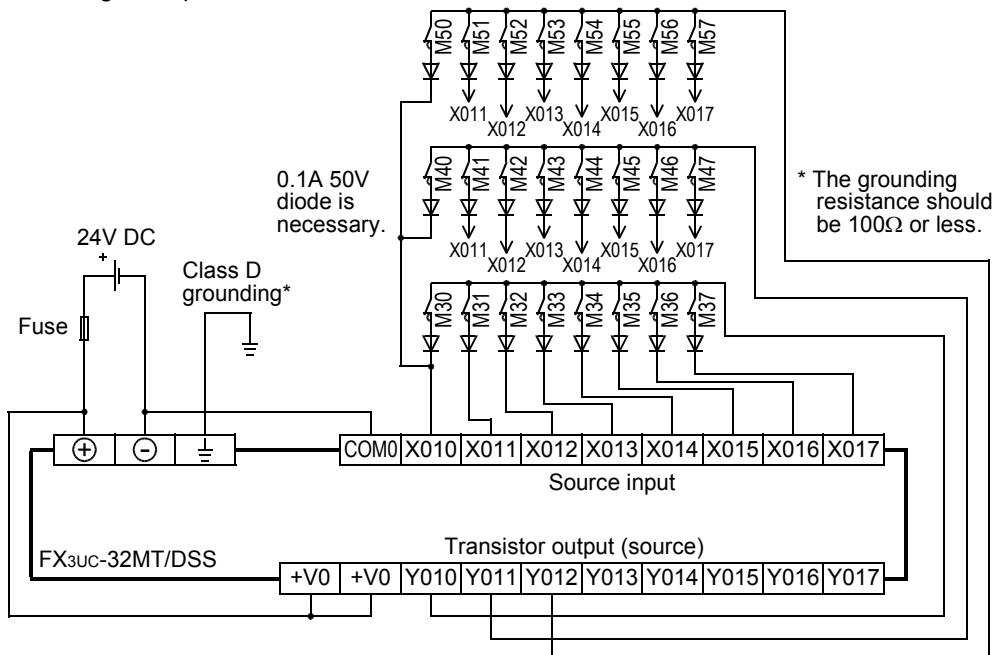 M50 M51 M52 M53 M54 M55 M56 M57
X011 X013 X015 X017
X012 X014 X016
M40 M41 M42 M43 M44 M45 M46 M47
0.1A 50V
diode is
necessary.
* The grounding
resistance should
be 100Ω or less.
X011 X013 X015 X017
X012 X014 X016
24V DC
+
Class D
grounding*
M30 M31 M32 M33 M34 M35 M36 M37
Fuse
+ - COM0 X010 X011 X012 X013 X014 X015 X016 X017
Source input
FX3UC-32MT/DSS
Transistor output (source)
+V0 +V0 Y010 Y011 Y012 Y013 Y014 Y015 Y016 Y017